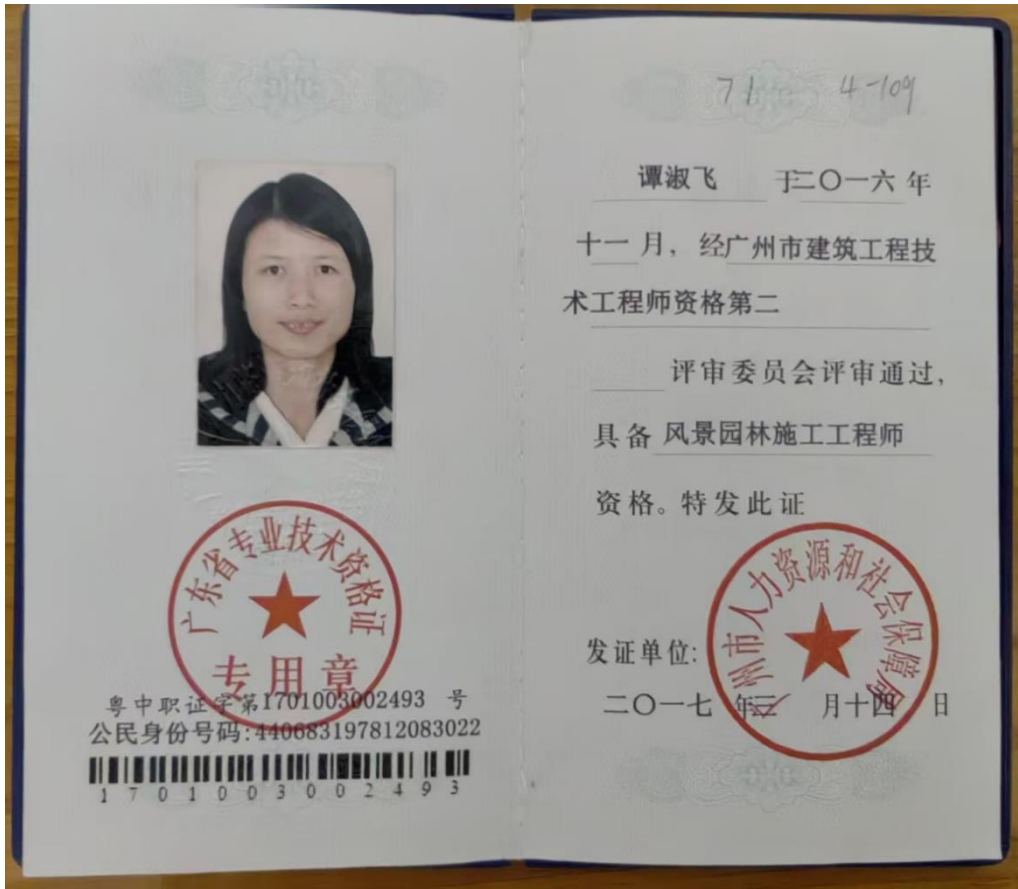 广东省专业技术资格证
专用章
粤中职证字第1701003002493 号
公民身份号码:440683197812083022
1701003002493
71 4-109
谭淑飞 于二〇一六年
十一月，经广州市建筑工程技
术工程师资格第二
评审委员会评审通过，
具备 风景园林施工工程师
资格。特发此证
广州市人力资源和社会保障局
发证单位:
二〇一七 年三 月十四 日